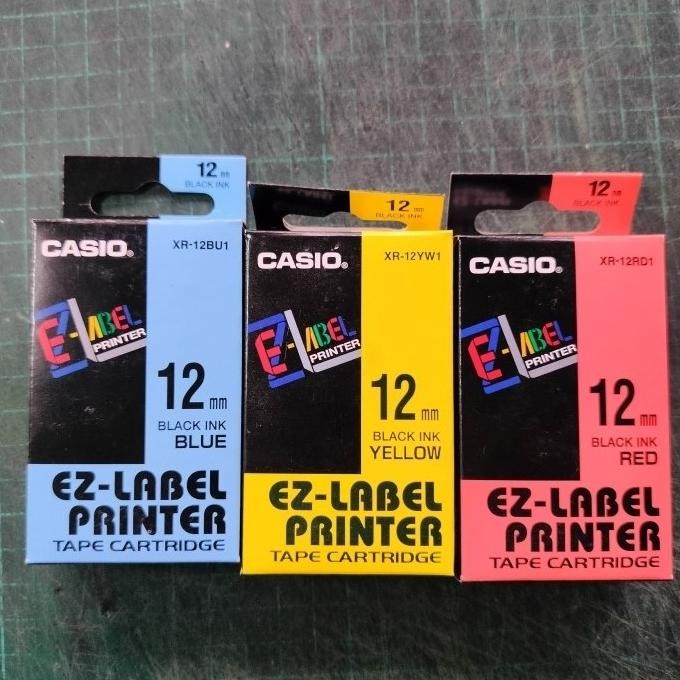 12 mm
BLACK INK
CASIO®
XR-12BU1
EZ-LABEL
PRINTER
12 mm
BLACK INK
BLUE
EZ-LABEL
PRINTER
TAPE CARTRIDGE
12 mm
BLACK INK
CASIO®
XR-12YW1
EZ-LABEL
PRINTER
12 mm
BLACK INK
YELLOW
EZ-LABEL
PRINTER
TAPE CARTRIDGE
12 mm
BLACK INK
CASIO®
XR-12RD1
EZ-LABEL
PRINTER
12 mm
BLACK INK
RED
EZ-LABEL
PRINTER
TAPE CARTRIDGE